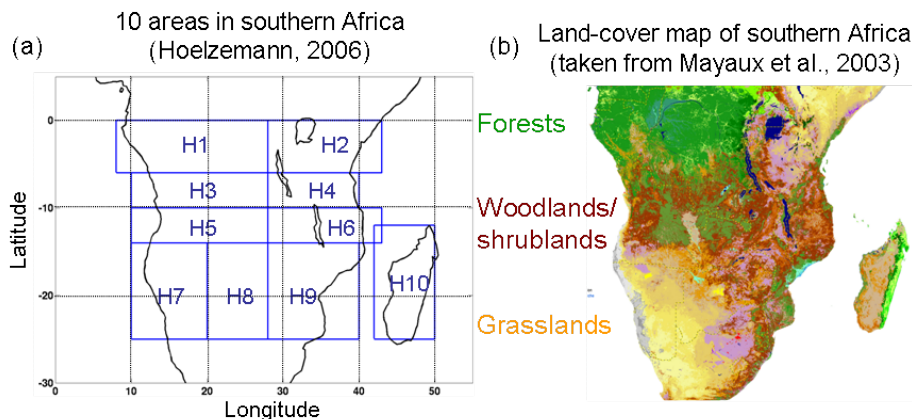 10 areas in southern Africa
(a)
(Hoelzemann, 2006)
0
-10
-20
-30
Latitude
H1
H2
H3
H4
H5
H6
H7
H8
H9
H10
0
10
20
30
40
50
Longitude
(b)
Land-cover map of southern Africa
(taken from Mayaux et al., 2003)
Forests
Woodlands/
shrublands
Grasslands